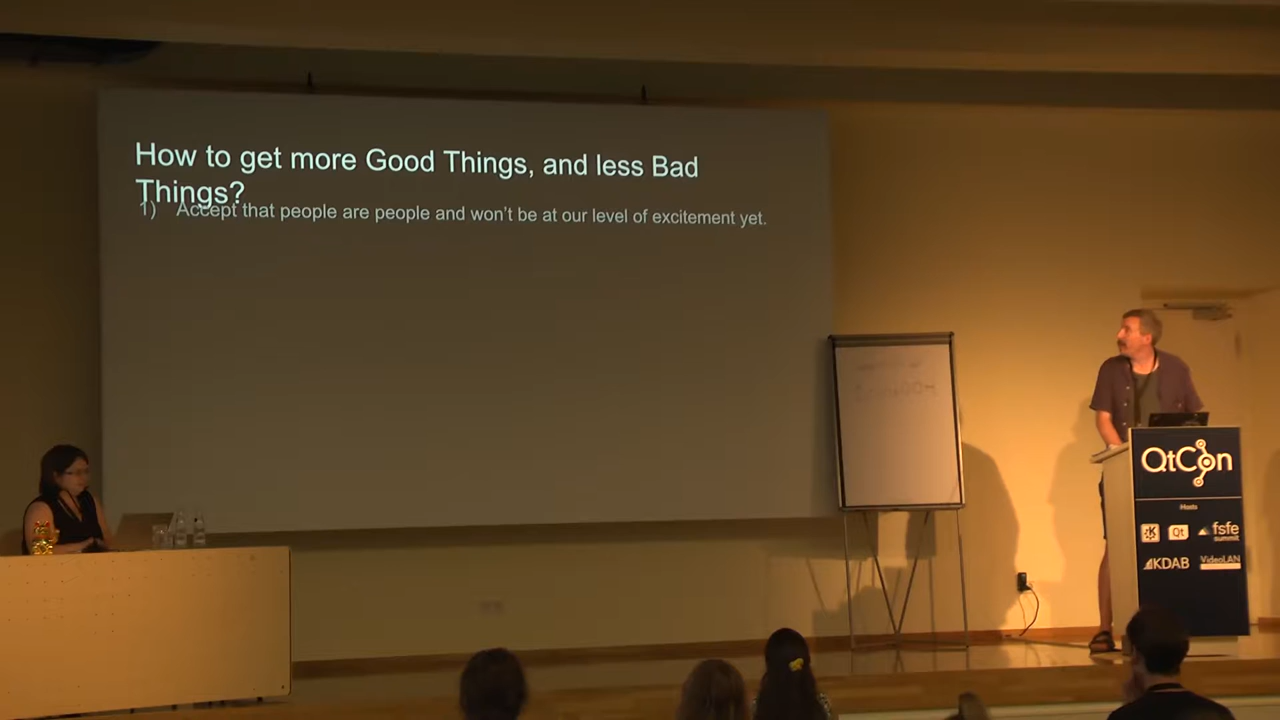 How to get more Good Things, and less Bad
Things?
1) Accept that people are people and won't be at our level of excitement yet.
QtCon
Hosts
Qt
fsfe
summit
KDAB
VideoLAN